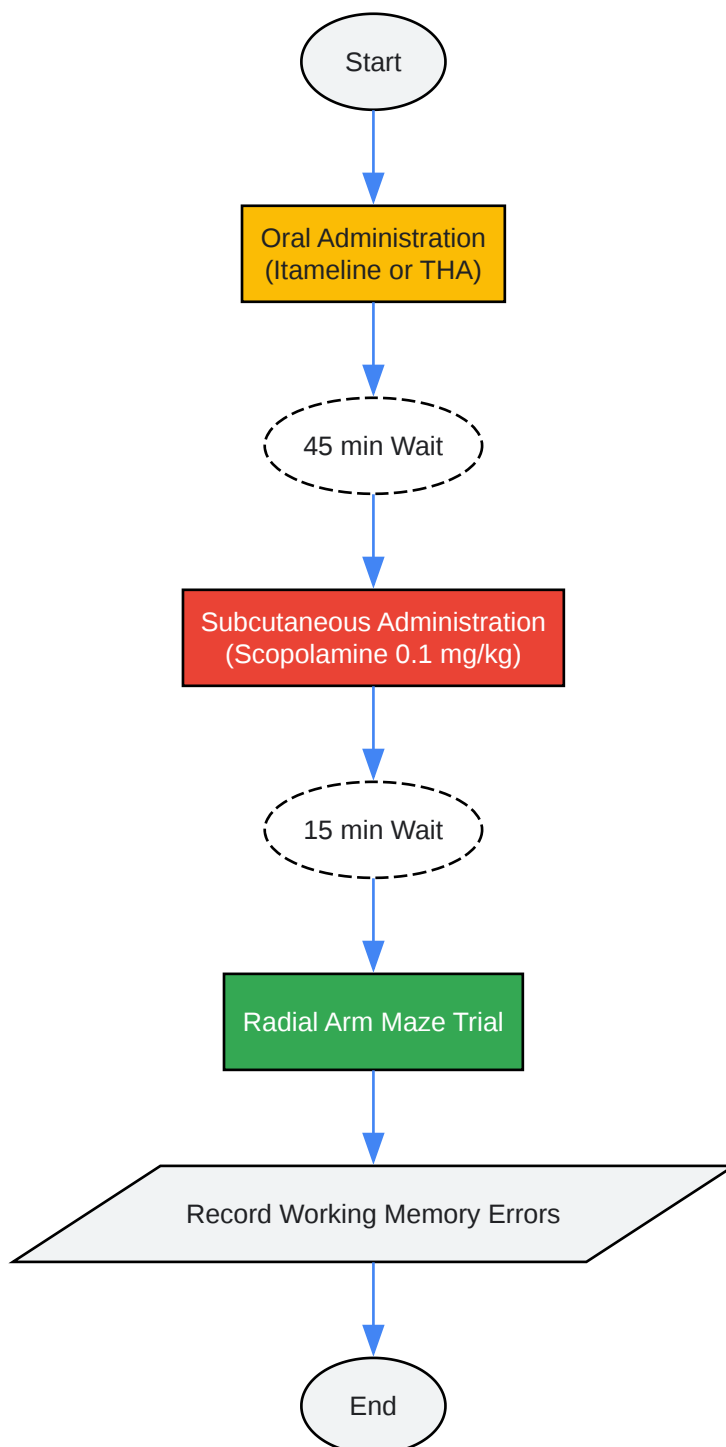 Start
Oral Administration
(Itameline or THA)
45 min Wait
Subcutaneous Administration
(Scopolamine 0.1 mg/kg)
15 min Wait
Radial Arm Maze Trial
Record Working Memory Errors
End